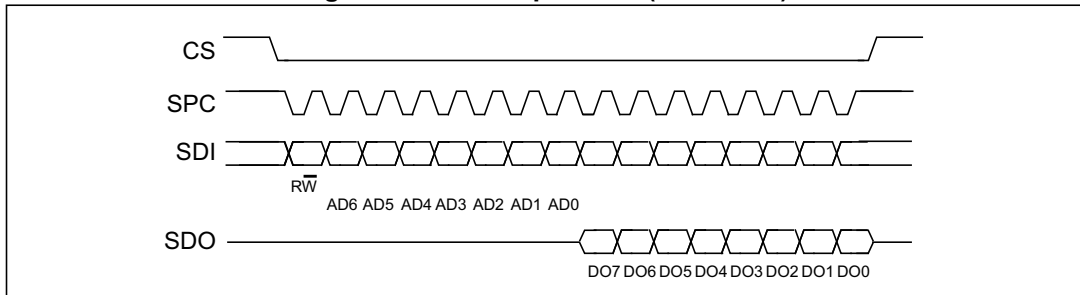 CS
SPC
SDI
RW̅
AD6 AD5 AD4 AD3 AD2 AD1 AD0
SDO
DO7 DO6 DO5 DO4 DO3 DO2 DO1 DO0